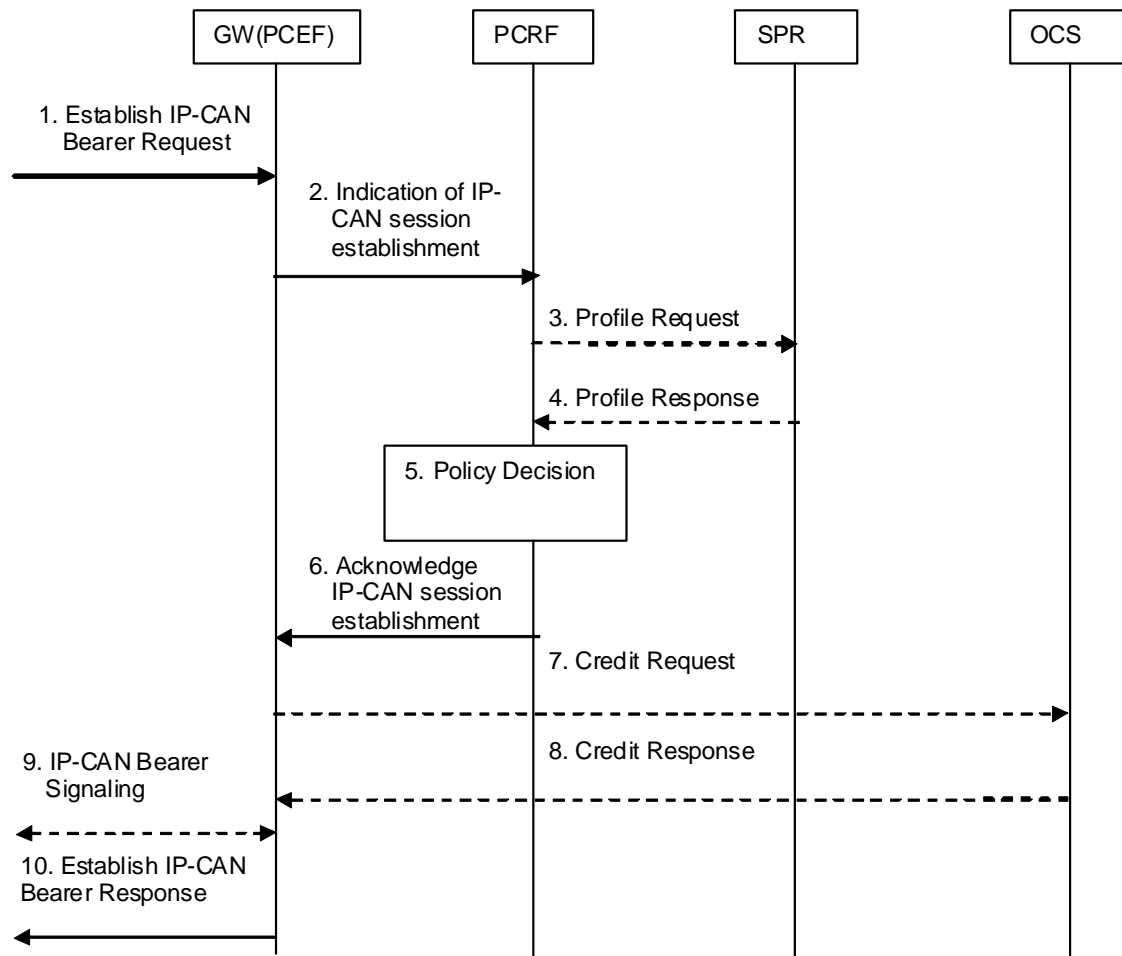 GW(PCEF)
PCRF
SPR
OCS
1. Establish IP-CAN
Bearer Request
2. Indication of IP-
CAN session
establishment
3. Profile Request
4. Profile Response
5. Policy Decision
6. Acknowledge
IP-CAN session
establishment
7. Credit Request
8. Credit Response
9. IP-CAN Bearer
Signaling
10. Establish IP-CAN
Bearer Response